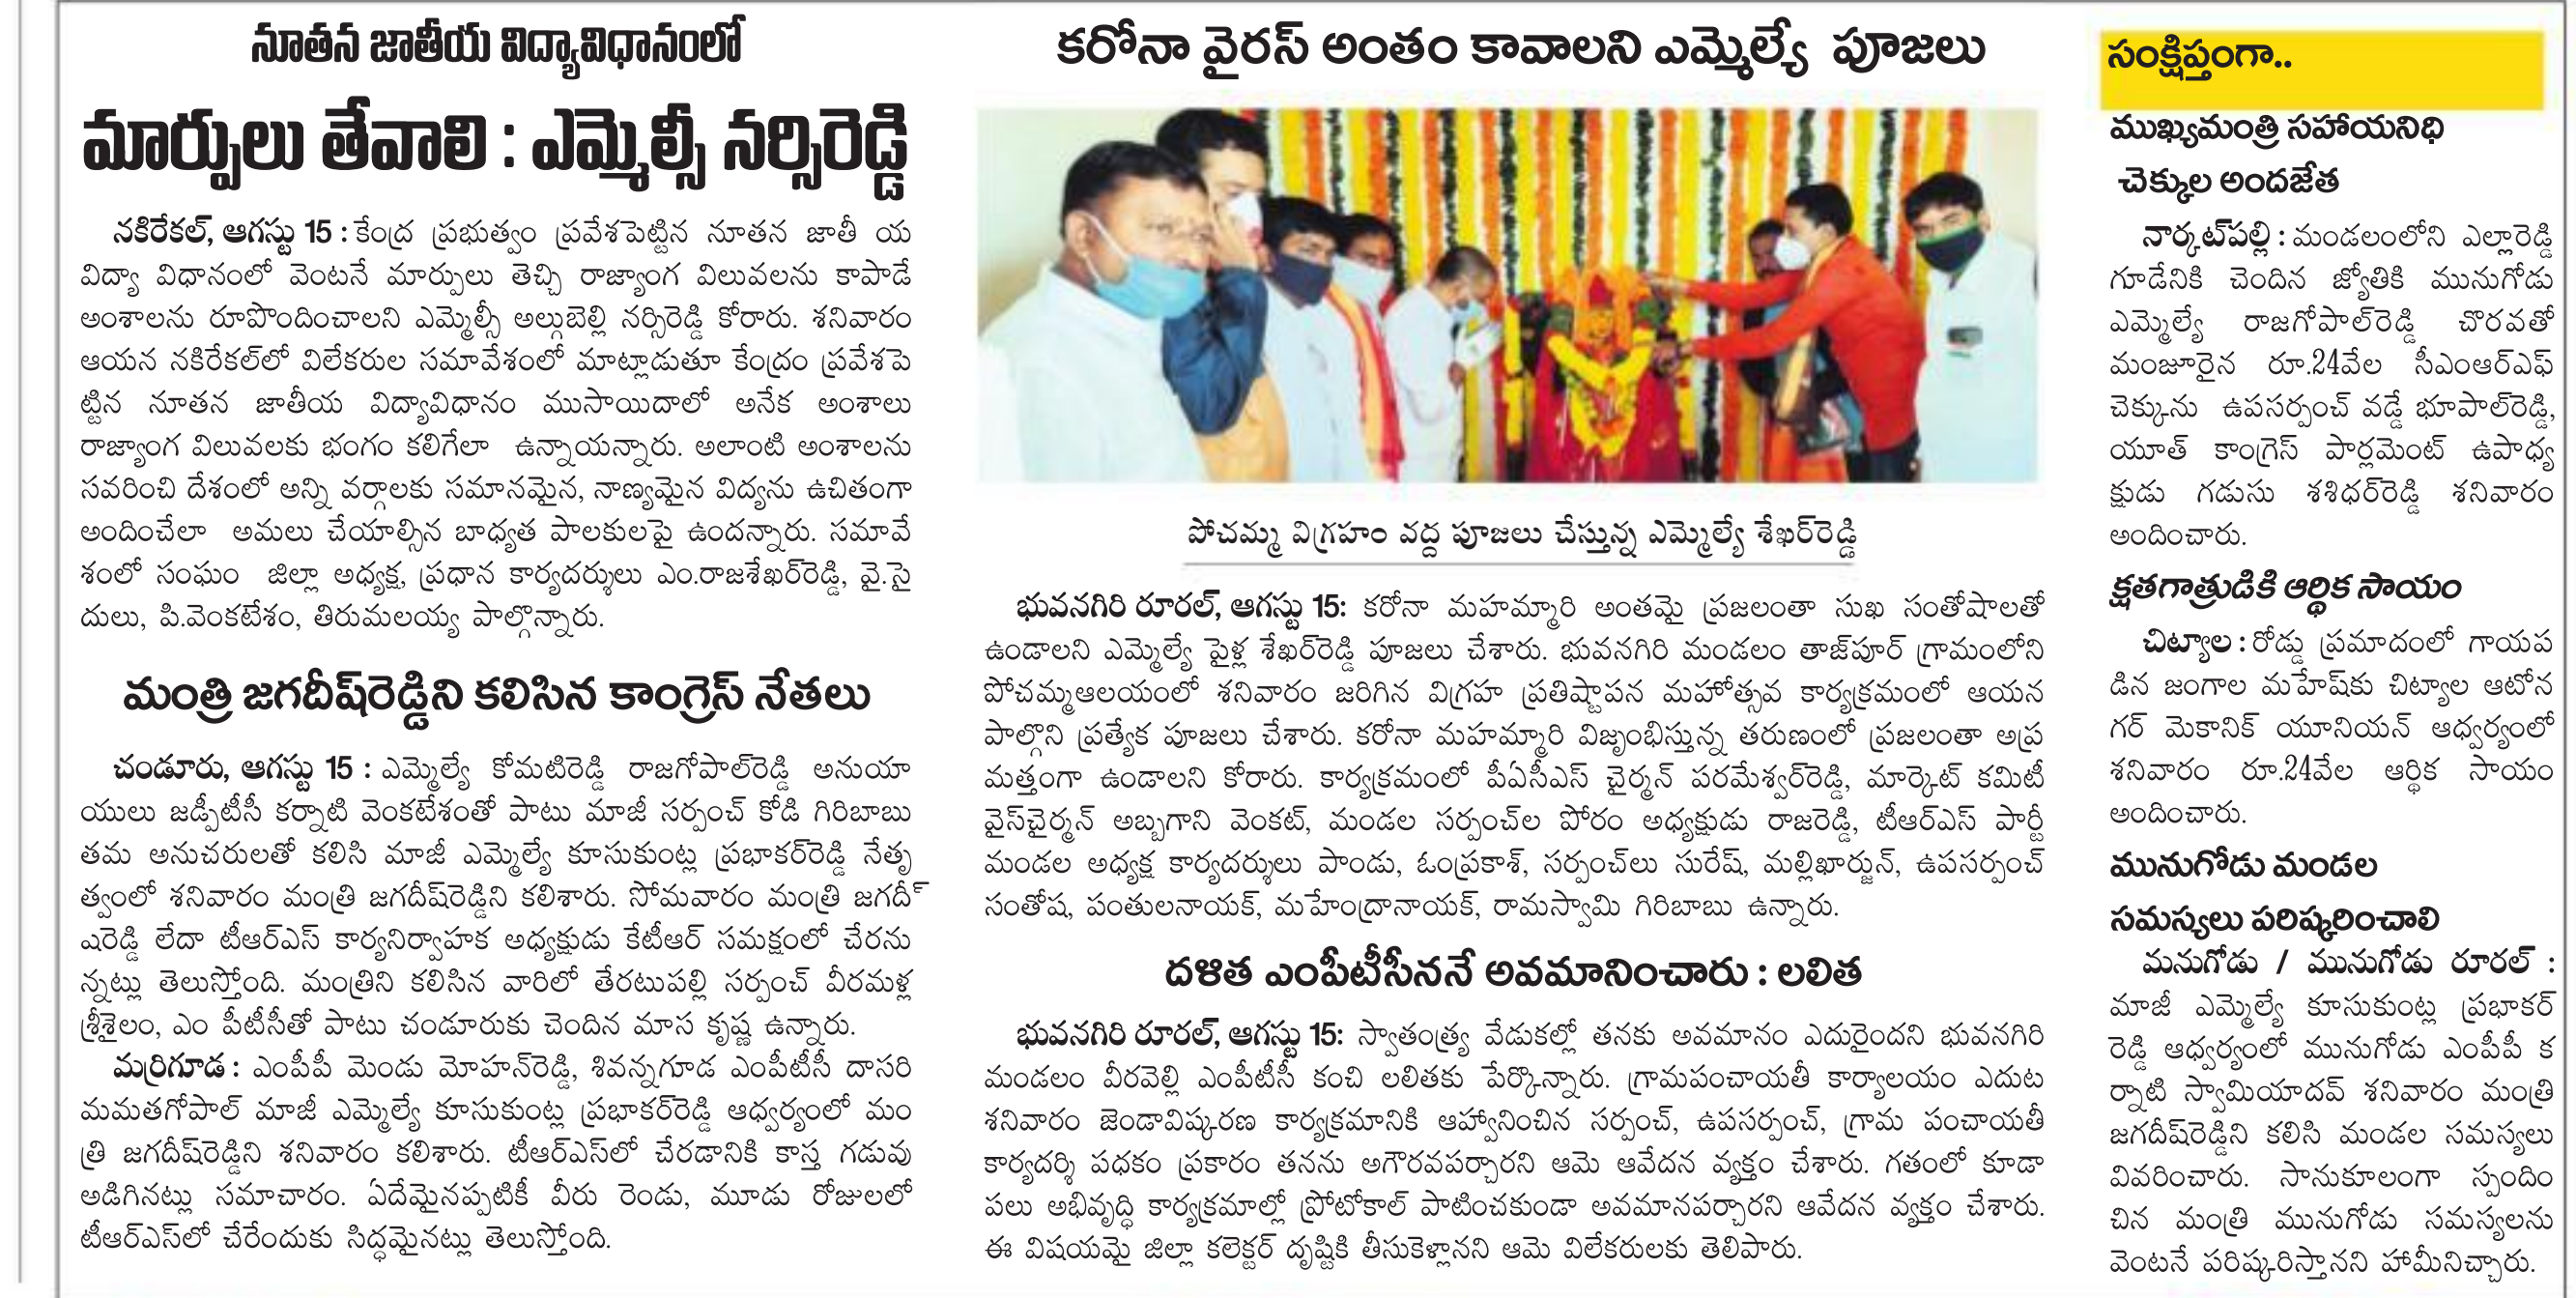 నూతన జాతీయ విద్యావిధానంలో
మార్పులు తేవాలి : ఎమ్మెల్సీ నర్సిరెడ్డి
నకిరేకల్, ఆగస్టు 15 : కేంద్ర ప్రభుత్వం ప్రవేశపెట్టిన నూతన జాతీ య
విద్యా విధానంలో వెంటనే మార్పులు తెచ్చి రాజ్యాంగ విలువలను కాపాడే
అంశాలను రూపొందించాలని ఎమ్మెల్సీ అల్గుబెల్లి నర్సిరెడ్డి కోరారు. శనివారం
ఆయన నకిరేకల్‌లో విలేకరుల సమావేశంలో మాట్లాడుతూ కేంద్రం ప్రవేశపె
ట్టిన నూతన జాతీయ విద్యావిధానం ముసాయిదాలో అనేక అంశాలు
రాజ్యాంగ విలువలకు భంగం కలిగేలా ఉన్నాయన్నారు. అలాంటి అంశాలను
సవరించి దేశంలో అన్ని వర్గాలకు సమానమైన, నాణ్యమైన విద్యను ఉచితంగా
అందించేలా అమలు చేయాల్సిన బాధ్యత పాలకులపై ఉందన్నారు. సమావే
శంలో సంఘం జిల్లా అధ్యక్ష, ప్రధాన కార్యదర్శులు ఎం.రాజశేఖర్‌రెడ్డి, వై.సై
దులు, పి.వెంకటేశం, తిరుమలయ్య పాల్గొన్నారు.
మంత్రి జగదీష్‌రెడ్డిని కలిసిన కాంగ్రెస్ నేతలు
చండూరు, ఆగస్టు 15 : ఎమ్మెల్యే కోమటిరెడ్డి రాజగోపాల్‌రెడ్డి అనుయా
యులు జడ్పీటీసీ కర్నాటి వెంకటేశంతో పాటు మాజీ సర్పంచ్ కోడి గిరిబాబు
తమ అనుచరులతో కలిసి మాజీ ఎమ్మెల్యే కూసుకుంట్ల ప్రభాకర్‌రెడ్డి నేతృ
త్వంలో శనివారం మంత్రి జగదీష్‌రెడ్డిని కలిశారు. సోమవారం మంత్రి జగదీ్
షరెడ్డి లేదా టీఆర్ఎస్ కార్యనిర్వాహక అధ్యక్షుడు కేటీఆర్ సమక్షంలో చేరను
న్నట్లు తెలుస్తోంది. మంత్రిని కలిసిన వారిలో తేరటుపల్లి సర్పంచ్ వీరమళ్ల
శ్రీశైలం, ఎం పీటీసీతో పాటు చండూరుకు చెందిన మాస కృష్ణ ఉన్నారు.
మర్రిగూడ : ఎంపీపీ మెండు మోహన్‌రెడ్డి, శివన్నగూడ ఎంపీటీసీ దాసరి
మమతగోపాల్ మాజీ ఎమ్మెల్యే కూసుకుంట్ల ప్రభాకర్‌రెడ్డి ఆధ్వర్యంలో మం
త్రి జగదీష్‌రెడ్డిని శనివారం కలిశారు. టీఆర్ఎస్‌లో చేరడానికి కాస్త గడువు
అడిగినట్లు సమాచారం. ఏదేమైనప్పటికీ వీరు రెండు, మూడు రోజులలో
టీఆర్ఎస్‌లో చేరేందుకు సిద్ధమైనట్లు తెలుస్తోంది.
కరోనా వైరస్ అంతం కావాలని ఎమ్మెల్యే పూజలు
పోచమ్మ విగ్రహం వద్ద పూజలు చేస్తున్న ఎమ్మెల్యే శేఖర్‌రెడ్డి
భువనగిరి రూరల్, ఆగస్టు 15: కరోనా మహమ్మారి అంతమై ప్రజలంతా సుఖ సంతోషాలతో
ఉండాలని ఎమ్మెల్యే పైళ్ల శేఖర్‌రెడ్డి పూజలు చేశారు. భువనగిరి మండలం తాజ్‌పూర్ గ్రామంలోని
పోచమ్మఆలయంలో శనివారం జరిగిన విగ్రహ ప్రతిష్టాపన మహోత్సవ కార్యక్రమంలో ఆయన
పాల్గొని ప్రత్యేక పూజలు చేశారు. కరోనా మహమ్మారి విజృంభిస్తున్న తరుణంలో ప్రజలంతా అప్ర
మత్తంగా ఉండాలని కోరారు. కార్యక్రమంలో పీఏసీఎస్ చైర్మన్ పరమేశ్వర్‌రెడ్డి, మార్కెట్ కమిటీ
వైస్‌చైర్మన్ అబ్బగాని వెంకట్, మండల సర్పంచ్‌ల పోరం అధ్యక్షుడు రాజరెడ్డి, టీఆర్ఎస్ పార్టీ
మండల అధ్యక్ష కార్యదర్శులు పాండు, ఓంప్రకాశ్, సర్పంచ్‌లు సురేష్, మల్లిఖార్జున్, ఉపసర్పంచ్
సంతోష, పంతులనాయక్, మహేంద్రానాయక్, రామస్వామి గిరిబాబు ఉన్నారు.
దళిత ఎంపీటీసీననే అవమానించారు : లలిత
భువనగిరి రూరల్, ఆగస్టు 15: స్వాతంత్ర్య వేడుకల్లో తనకు అవమానం ఎదురైందని భువనగిరి
మండలం వీరవెల్లి ఎంపీటీసీ కంచి లలితకు పేర్కొన్నారు. గ్రామపంచాయతీ కార్యాలయం ఎదుట
శనివారం జెండావిష్కరణ కార్యక్రమానికి ఆహ్వానించిన సర్పంచ్, ఉపసర్పంచ్, గ్రామ పంచాయతీ
కార్యదర్శి పధకం ప్రకారం తనను అగౌరవపర్చారని ఆమె ఆవేదన వ్యక్తం చేశారు. గతంలో కూడా
పలు అభివృద్ధి కార్యక్రమాల్లో ప్రోటోకాల్ పాటించకుండా అవమానపర్చారని ఆవేదన వ్యక్తం చేశారు.
ఈ విషయమై జిల్లా కలెక్టర్ దృష్టికి తీసుకెళ్లానని ఆమె విలేకరులకు తెలిపారు.
సంక్షిప్తంగా..
ముఖ్యమంత్రి సహాయనిధి
చెక్కుల అందజేత
నార్కట్‌పల్లి : మండలంలోని ఎల్లారెడ్డి
గూడేనికి చెందిన జ్యోతికి మునుగోడు
ఎమ్మెల్యే రాజగోపాల్‌రెడ్డి చొరవతో
మంజూరైన రూ.24వేల సీఎంఆర్ఎఫ్
చెక్కును ఉపసర్పంచ్ వడ్డే భూపాల్‌రెడ్డి,
యూత్ కాంగ్రెస్ పార్లమెంట్ ఉపాధ్య
క్షుడు గడుసు శశిధర్‌రెడ్డి శనివారం
అందించారు.
క్షతగాత్రుడికి ఆర్థిక సాయం
చిట్యాల : రోడ్డు ప్రమాదంలో గాయప
డిన జంగాల మహేష్‌కు చిట్యాల ఆటోన
గర్ మెకానిక్ యూనియన్ ఆధ్వర్యంలో
శనివారం రూ.24వేల ఆర్థిక సాయం
అందించారు.
మునుగోడు మండల
సమస్యలు పరిష్కరించాలి
మనుగోడు / మునుగోడు రూరల్ :
మాజీ ఎమ్మెల్యే కూసుకుంట్ల ప్రభాకర్
రెడ్డి ఆధ్వర్యంలో మునుగోడు ఎంపీపీ క
ర్నాటి స్వామియాదవ్ శనివారం మంత్రి
జగదీష్‌రెడ్డిని కలిసి మండల సమస్యలు
వివరించారు. సానుకూలంగా స్పందిం
చిన మంత్రి మునుగోడు సమస్యలను
వెంటనే పరిష్కరిస్తానని హామీనిచ్చారు.